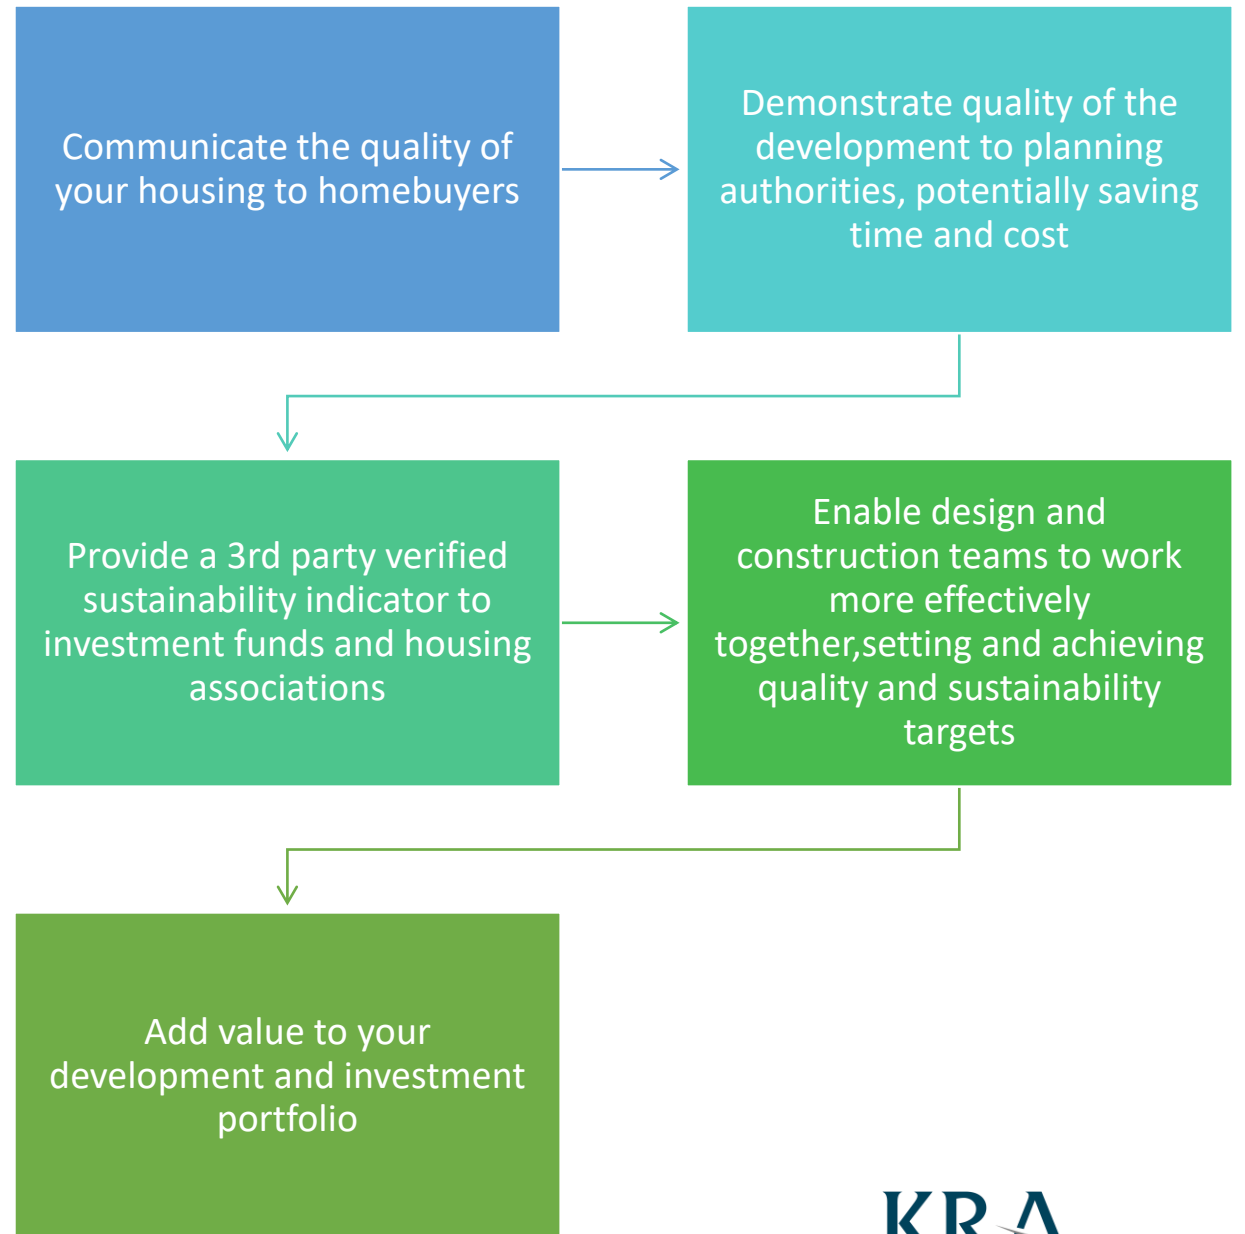 Communicate the quality of
your housing to homebuyers
Demonstrate quality of the
development to planning
authorities, potentially saving
time and cost
Provide a 3rd party verified
sustainability indicator to
investment funds and housing
associations
Enable design and
construction teams to work
more effectively
together,setting and achieving
quality and sustainability
targets
Add value to your
development and investment
portfolio
KRA